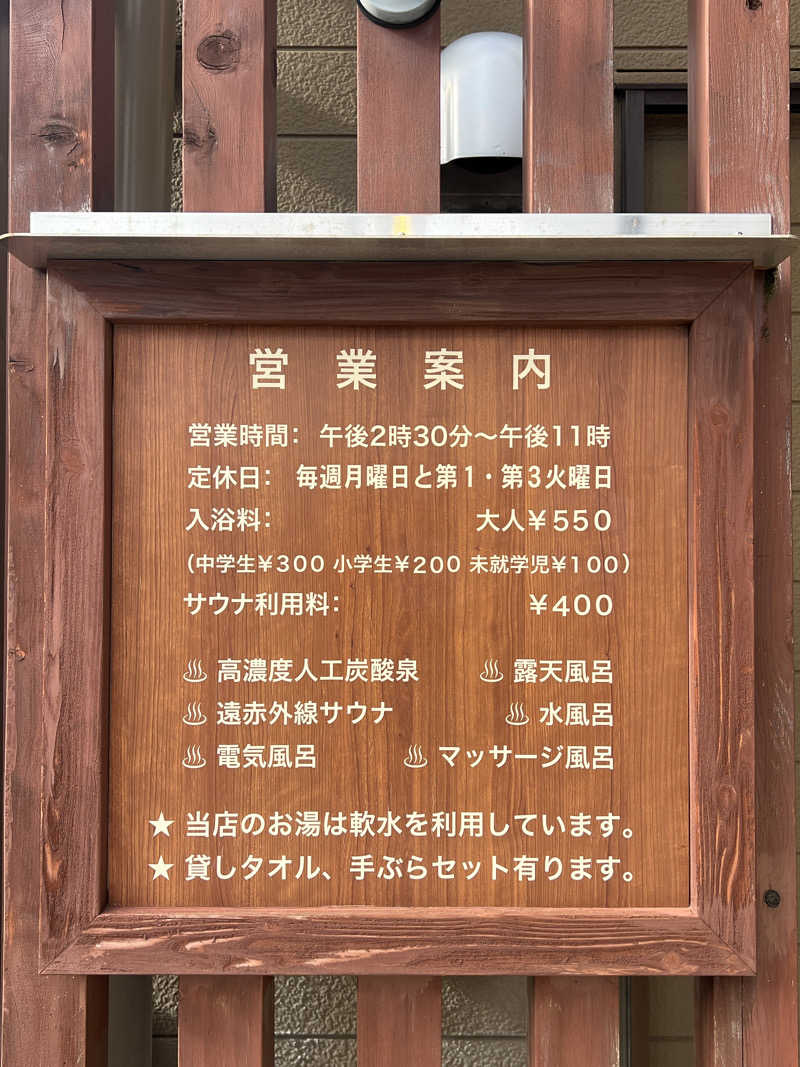 営業案内
営業時間： 午後2時30分〜午後11時
定休日： 毎週月曜日と第1・第3火曜日
入浴料： 大人¥550
（中学生¥300 小学生¥200 未就学児¥100）
サウナ利用料： ¥400
♨ 高濃度人工炭酸泉 ♨ 露天風呂
♨ 遠赤外線サウナ ♨ 水風呂
♨ 電気風呂 ♨ マッサージ風呂
★ 当店のお湯は軟水を利用しています。
★ 貸しタオル、手ぶらセット有ります。